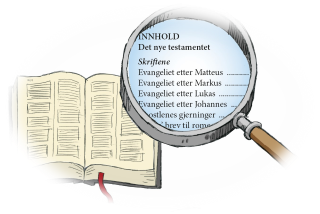 INNHOLD
Det nye testamentet
Skriftene
Evangeliet etter Matteus ............
Evangeliet etter Markus ............
Evangeliet etter Lukas ............
Evangeliet etter Johannes ...
gjerninger ......
brev til